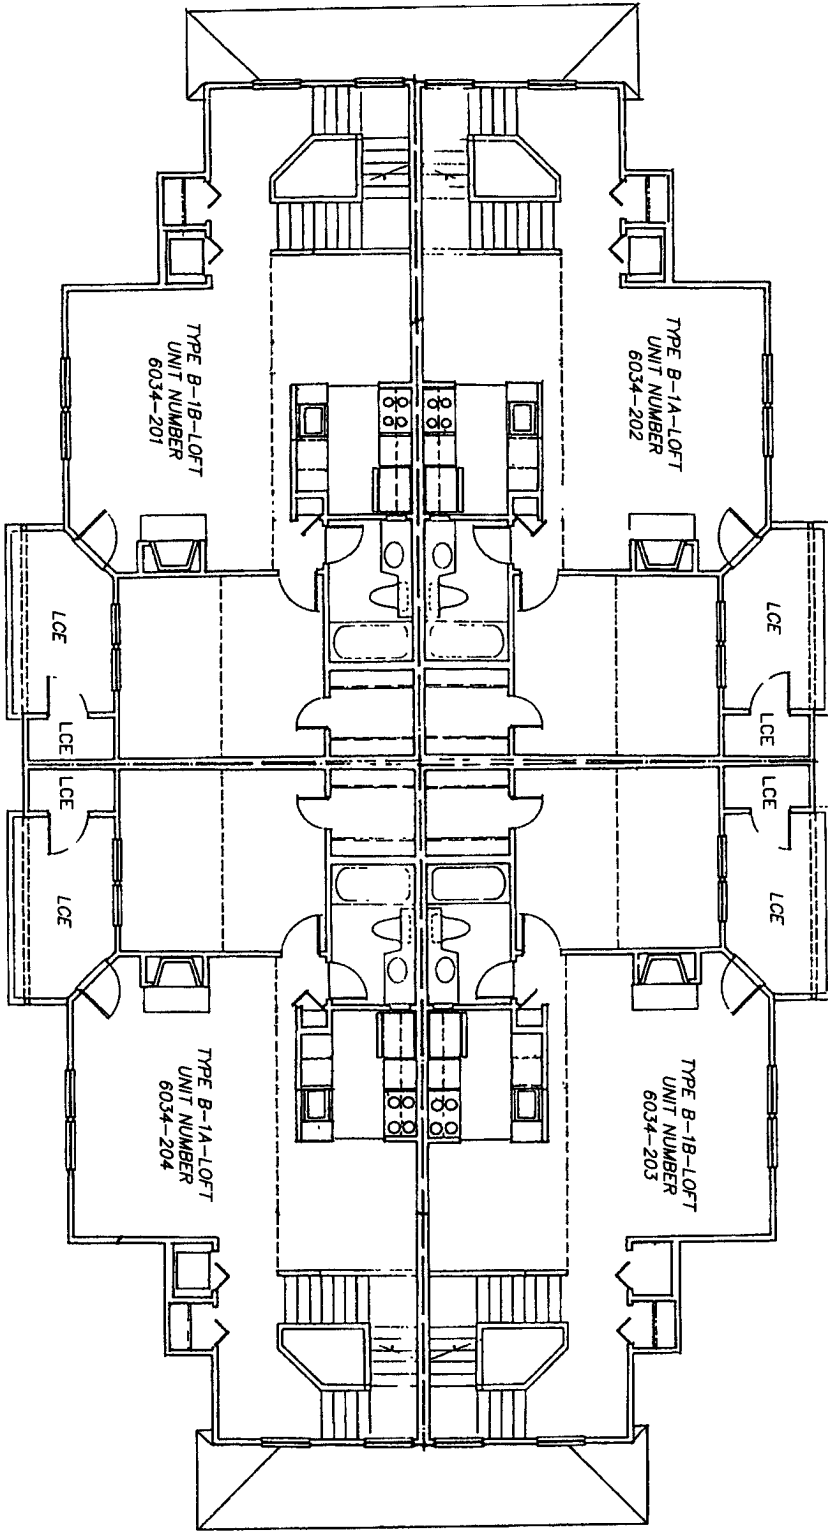 TYPE B-1B-LOFT
UNIT NUMBER
6034-201
TYPE B-1A-LOFT
UNIT NUMBER
6034-202
LCE
LCE
LCE
LCE
LCE
LCE
LCE
LCE
TYPE B-1A-LOFT
UNIT NUMBER
6034-204
TYPE B-1B-LOFT
UNIT NUMBER
6034-203